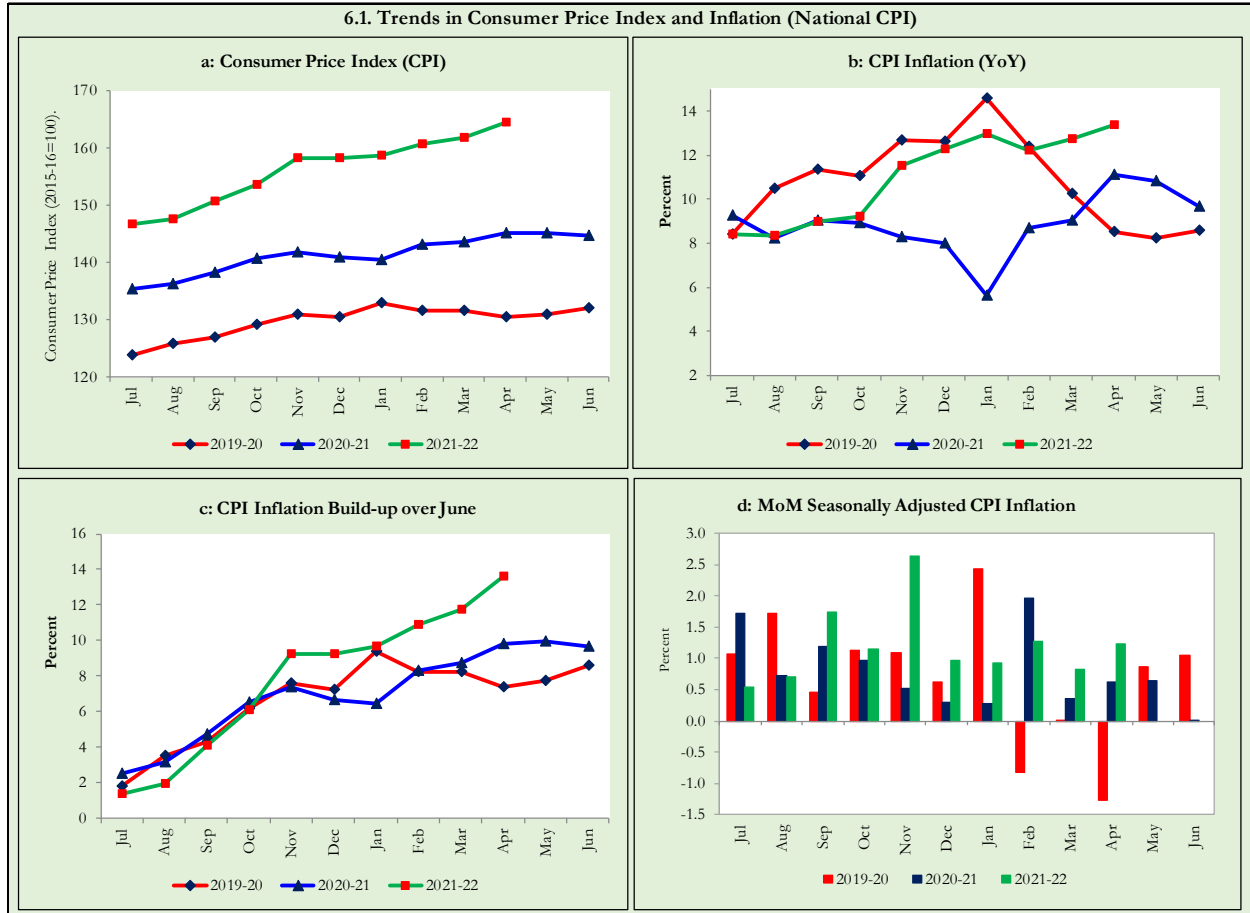 6.1. Trends in Consumer Price Index and Inflation (National CPI)
a: Consumer Price Index (CPI)
Consumer Price Index (2015-16=100).
170
160
150
140
130
120
Jul
Aug
Sep
Oct
Nov
Dec
Jan
Feb
Mar
Apr
May
Jun
2019-20 2020-21 2021-22
b: CPI Inflation (YoY)
Percent
14
12
10
8
6
4
2
Jul
Aug
Sep
Oct
Nov
Dec
Jan
Feb
Mar
Apr
May
Jun
2019-20 2020-21 2021-22
c: CPI Inflation Build-up over June
Percent
16
14
12
10
8
6
4
2
0
Jul
Aug
Sep
Oct
Nov
Dec
Jan
Feb
Mar
Apr
May
Jun
2019-20 2020-21 2021-22
d: MoM Seasonally Adjusted CPI Inflation
Percent
3.0
2.5
2.0
1.5
1.0
0.5
0.0
-0.5
-1.0
-1.5
Jul
Aug
Sep
Oct
Nov
Dec
Jan
Feb
Mar
Apr
May
Jun
2019-20 2020-21 2021-22